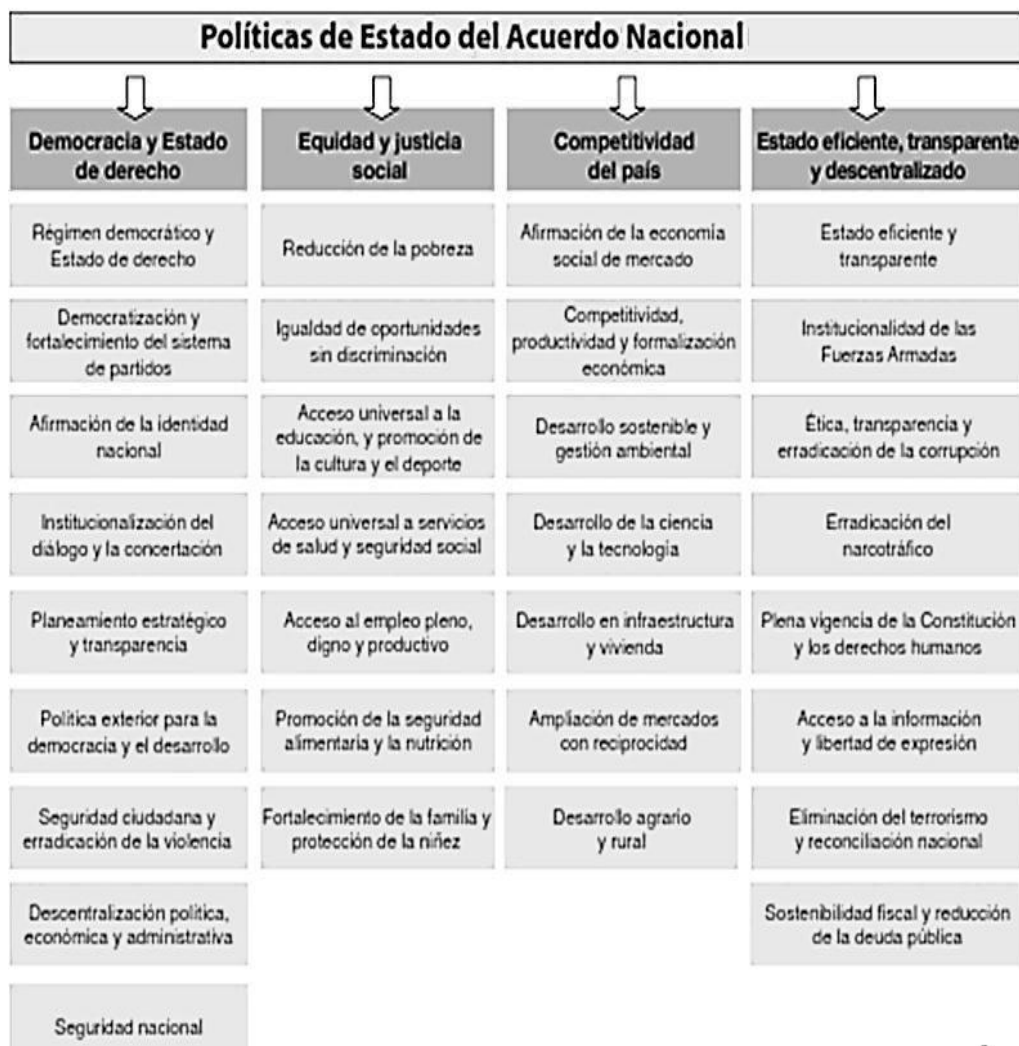 Políticas de Estado del Acuerdo Nacional
Democracia y Estado
de derecho
Régimen democrático y
Estado de derecho
Democratización y
fortalecimiento del sistema
de partidos
Afirmación de la identidad
nacional
Institucionalización del
diálogo y la concertación
Planeamiento estratégico
y transparencia
Política exterior para la
democracia y el desarrollo
Seguridad ciudadana y
erradicación de la violencia
Descentralización política,
económica y administrativa
Seguridad nacional
Equidad y justicia
social
Reducción de la pobreza
Igualdad de oportunidades
sin discriminación
Acceso universal a la
educación, y promoción de
la cultura y el deporte
Acceso universal a servicios
de salud y seguridad social
Acceso al empleo pleno,
digno y productivo
Promoción de la seguridad
alimentaria y la nutrición
Fortalecimiento de la familia y
protección de la niñez
Competitividad
del país
Afirmación de la economía
social de mercado
Competitividad,
productividad y formalización
económica
Desarrollo sostenible y
gestión ambiental
Desarrollo de la ciencia
y la tecnología
Desarrollo en infraestructura
y vivienda
Ampliación de mercados
con reciprocidad
Desarrollo agrario
y rural
Estado eficiente, transparente
y descentralizado
Estado eficiente y
transparente
Institucionalidad de las
Fuerzas Armadas
Ética, transparencia y
erradicación de la corrupción
Erradicación del
narcotráfico
Plena vigencia de la Constitución
y los derechos humanos
Acceso a la información
y libertad de expresión
Eliminación del terrorismo
y reconciliación nacional
Sostenibilidad fiscal y reducción
de la deuda pública